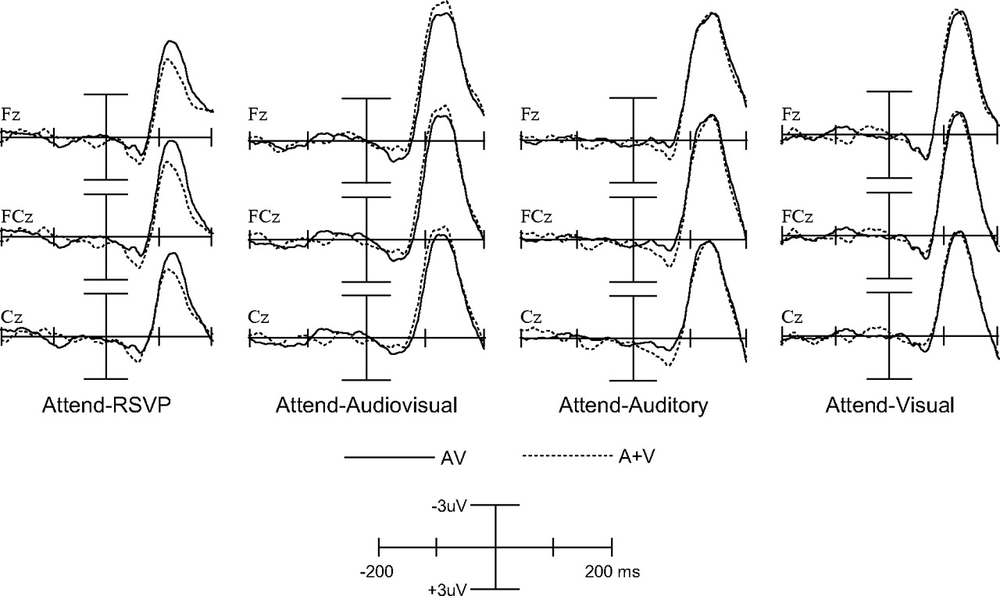 Fz Fz Fz Fz
FCz FCz FCz FCz
Cz Cz Cz Cz
Attend-RSVP Attend-Audiovisual Attend-Auditory Attend-Visual
AV A+V
-3uV
-200 200 ms
+3uV